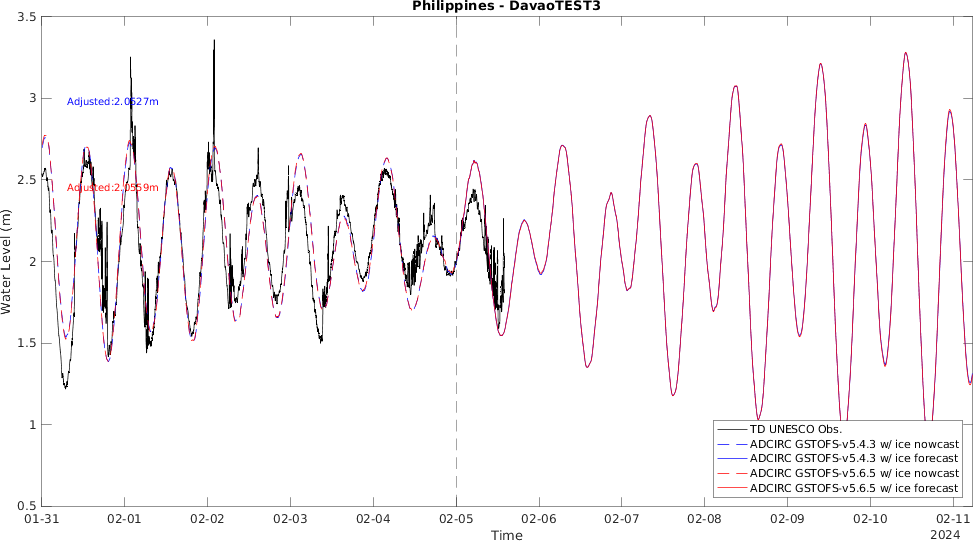 Philippines - DavaoTEST3
3.5
3
2.5
2
1.5
1
0.5
Water Level (m)
Adjusted:2.0627m
Adjusted:2.0559m
TD UNESCO Obs.
ADCIRC GSTOFS-v5.4.3 w/ ice nowcast
ADCIRC GSTOFS-v5.4.3 w/ ice forecast
ADCIRC GSTOFS-v5.6.5 w/ ice nowcast
ADCIRC GSTOFS-v5.6.5 w/ ice forecast
01-31 02-01 02-02 02-03 02-04 02-05 02-06 02-07 02-08 02-09 02-10 02-11
Time
2024